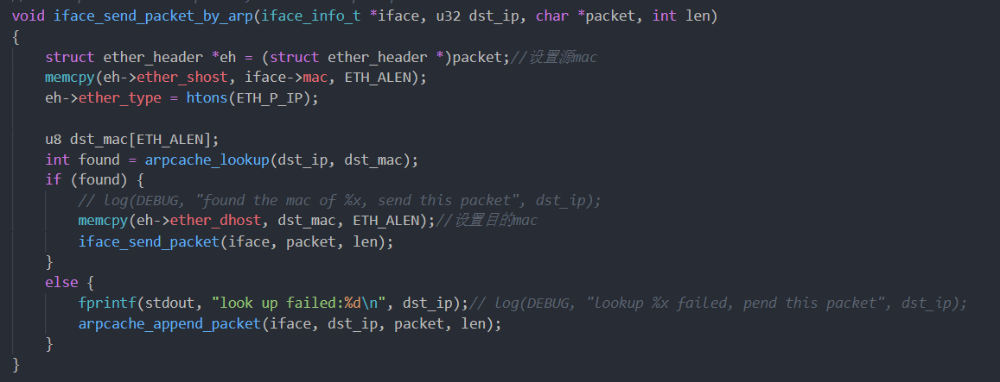 void iface_send_packet_by_arp(iface_info_t *iface, u32 dst_ip, char *packet, int len)
{
    struct ether_header *eh = (struct ether_header *)packet;//设置源mac
    memcpy(eh->ether_shost, iface->mac, ETH_ALEN);
    eh->ether_type = htons(ETH_P_IP);

    u8 dst_mac[ETH_ALEN];
    int found = arpcache_lookup(dst_ip, dst_mac);
    if (found) {
        // log(DEBUG, "found the mac of %x, send this packet", dst_ip);
        memcpy(eh->ether_dhost, dst_mac, ETH_ALEN);//设置目的mac
        iface_send_packet(iface, packet, len);
    }
    else {
        fprintf(stdout, "look up failed:%d\n", dst_ip);// log(DEBUG, "lookup %x failed, pend this packet", dst_ip);
        arpcache_append_packet(iface, dst_ip, packet, len);
    }
}